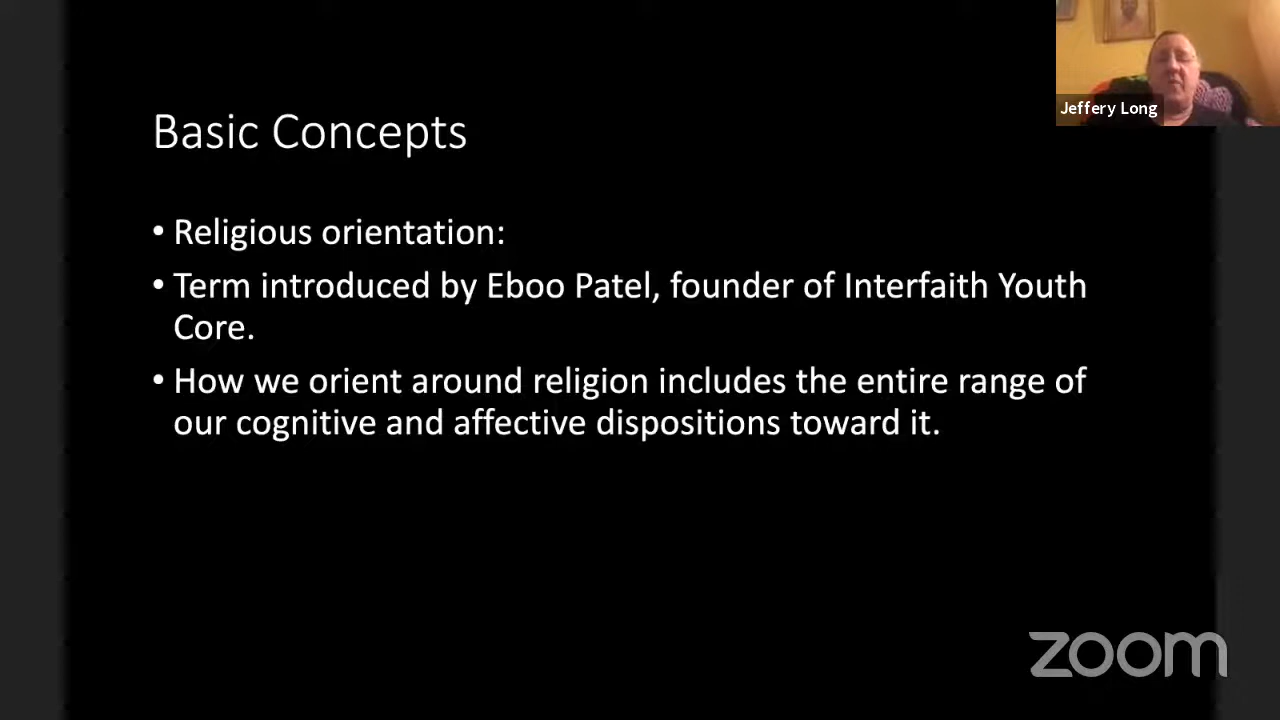 Basic Concepts
• Religious orientation:
• Term introduced by Eboo Patel, founder of Interfaith Youth
Core.
• How we orient around religion includes the entire range of
our cognitive and affective dispositions toward it.
Jeffery Long
zoom